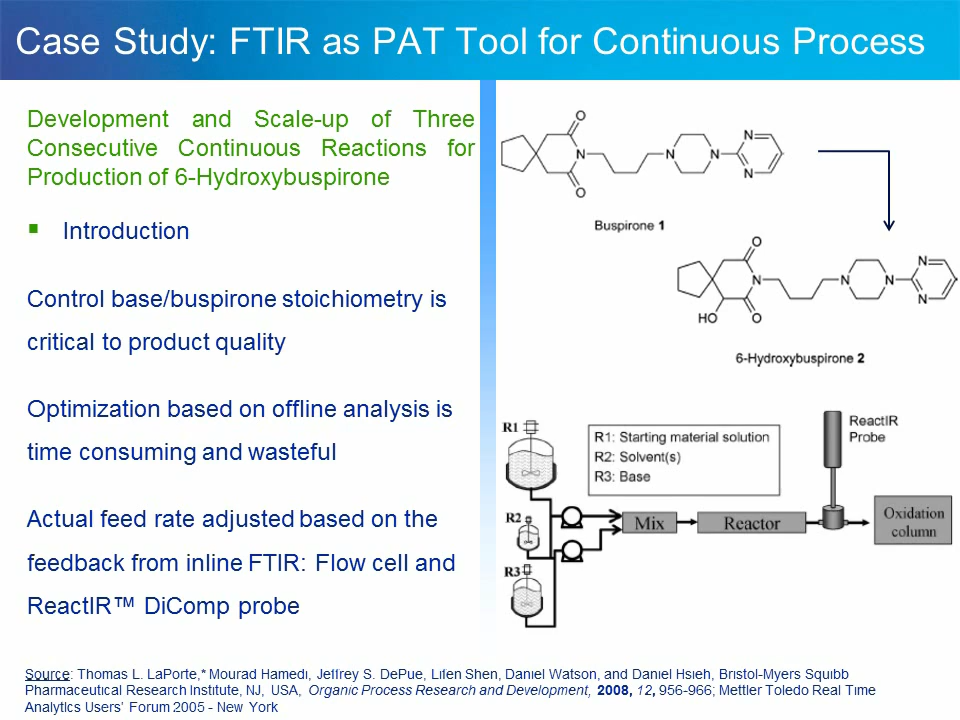 Case Study: FTIR as PAT Tool for Continuous Process
Development and Scale-up of Three
Consecutive Continuous Reactions for
Production of 6-Hydroxybuspirone
▪ Introduction
Control base/buspirone stoichiometry is
critical to product quality
Optimization based on offline analysis is
time consuming and wasteful
Actual feed rate adjusted based on the
feedback from inline FTIR: Flow cell and
ReactIR™ DiComp probe
O
N
O
N
N
N
N
Buspirone 1
O
N
O
HO
N
N
N
N
6-Hydroxybuspirone 2
R1
R2
R3
R1: Starting material solution
R2: Solvent(s)
R3: Base
ReactIR
Probe
Mix
Reactor
Oxidation
column
Source: Thomas L. LaPorte,* Mourad Hamedi, Jeffrey S. DePue, Lifen Shen, Daniel Watson, and Daniel Hsieh, Bristol-Myers Squibb
Pharmaceutical Research Institute, NJ, USA, Organic Process Research and Development, 2008, 12, 956-966; Mettler Toledo Real Time
Analytics Users' Forum 2005 - New York